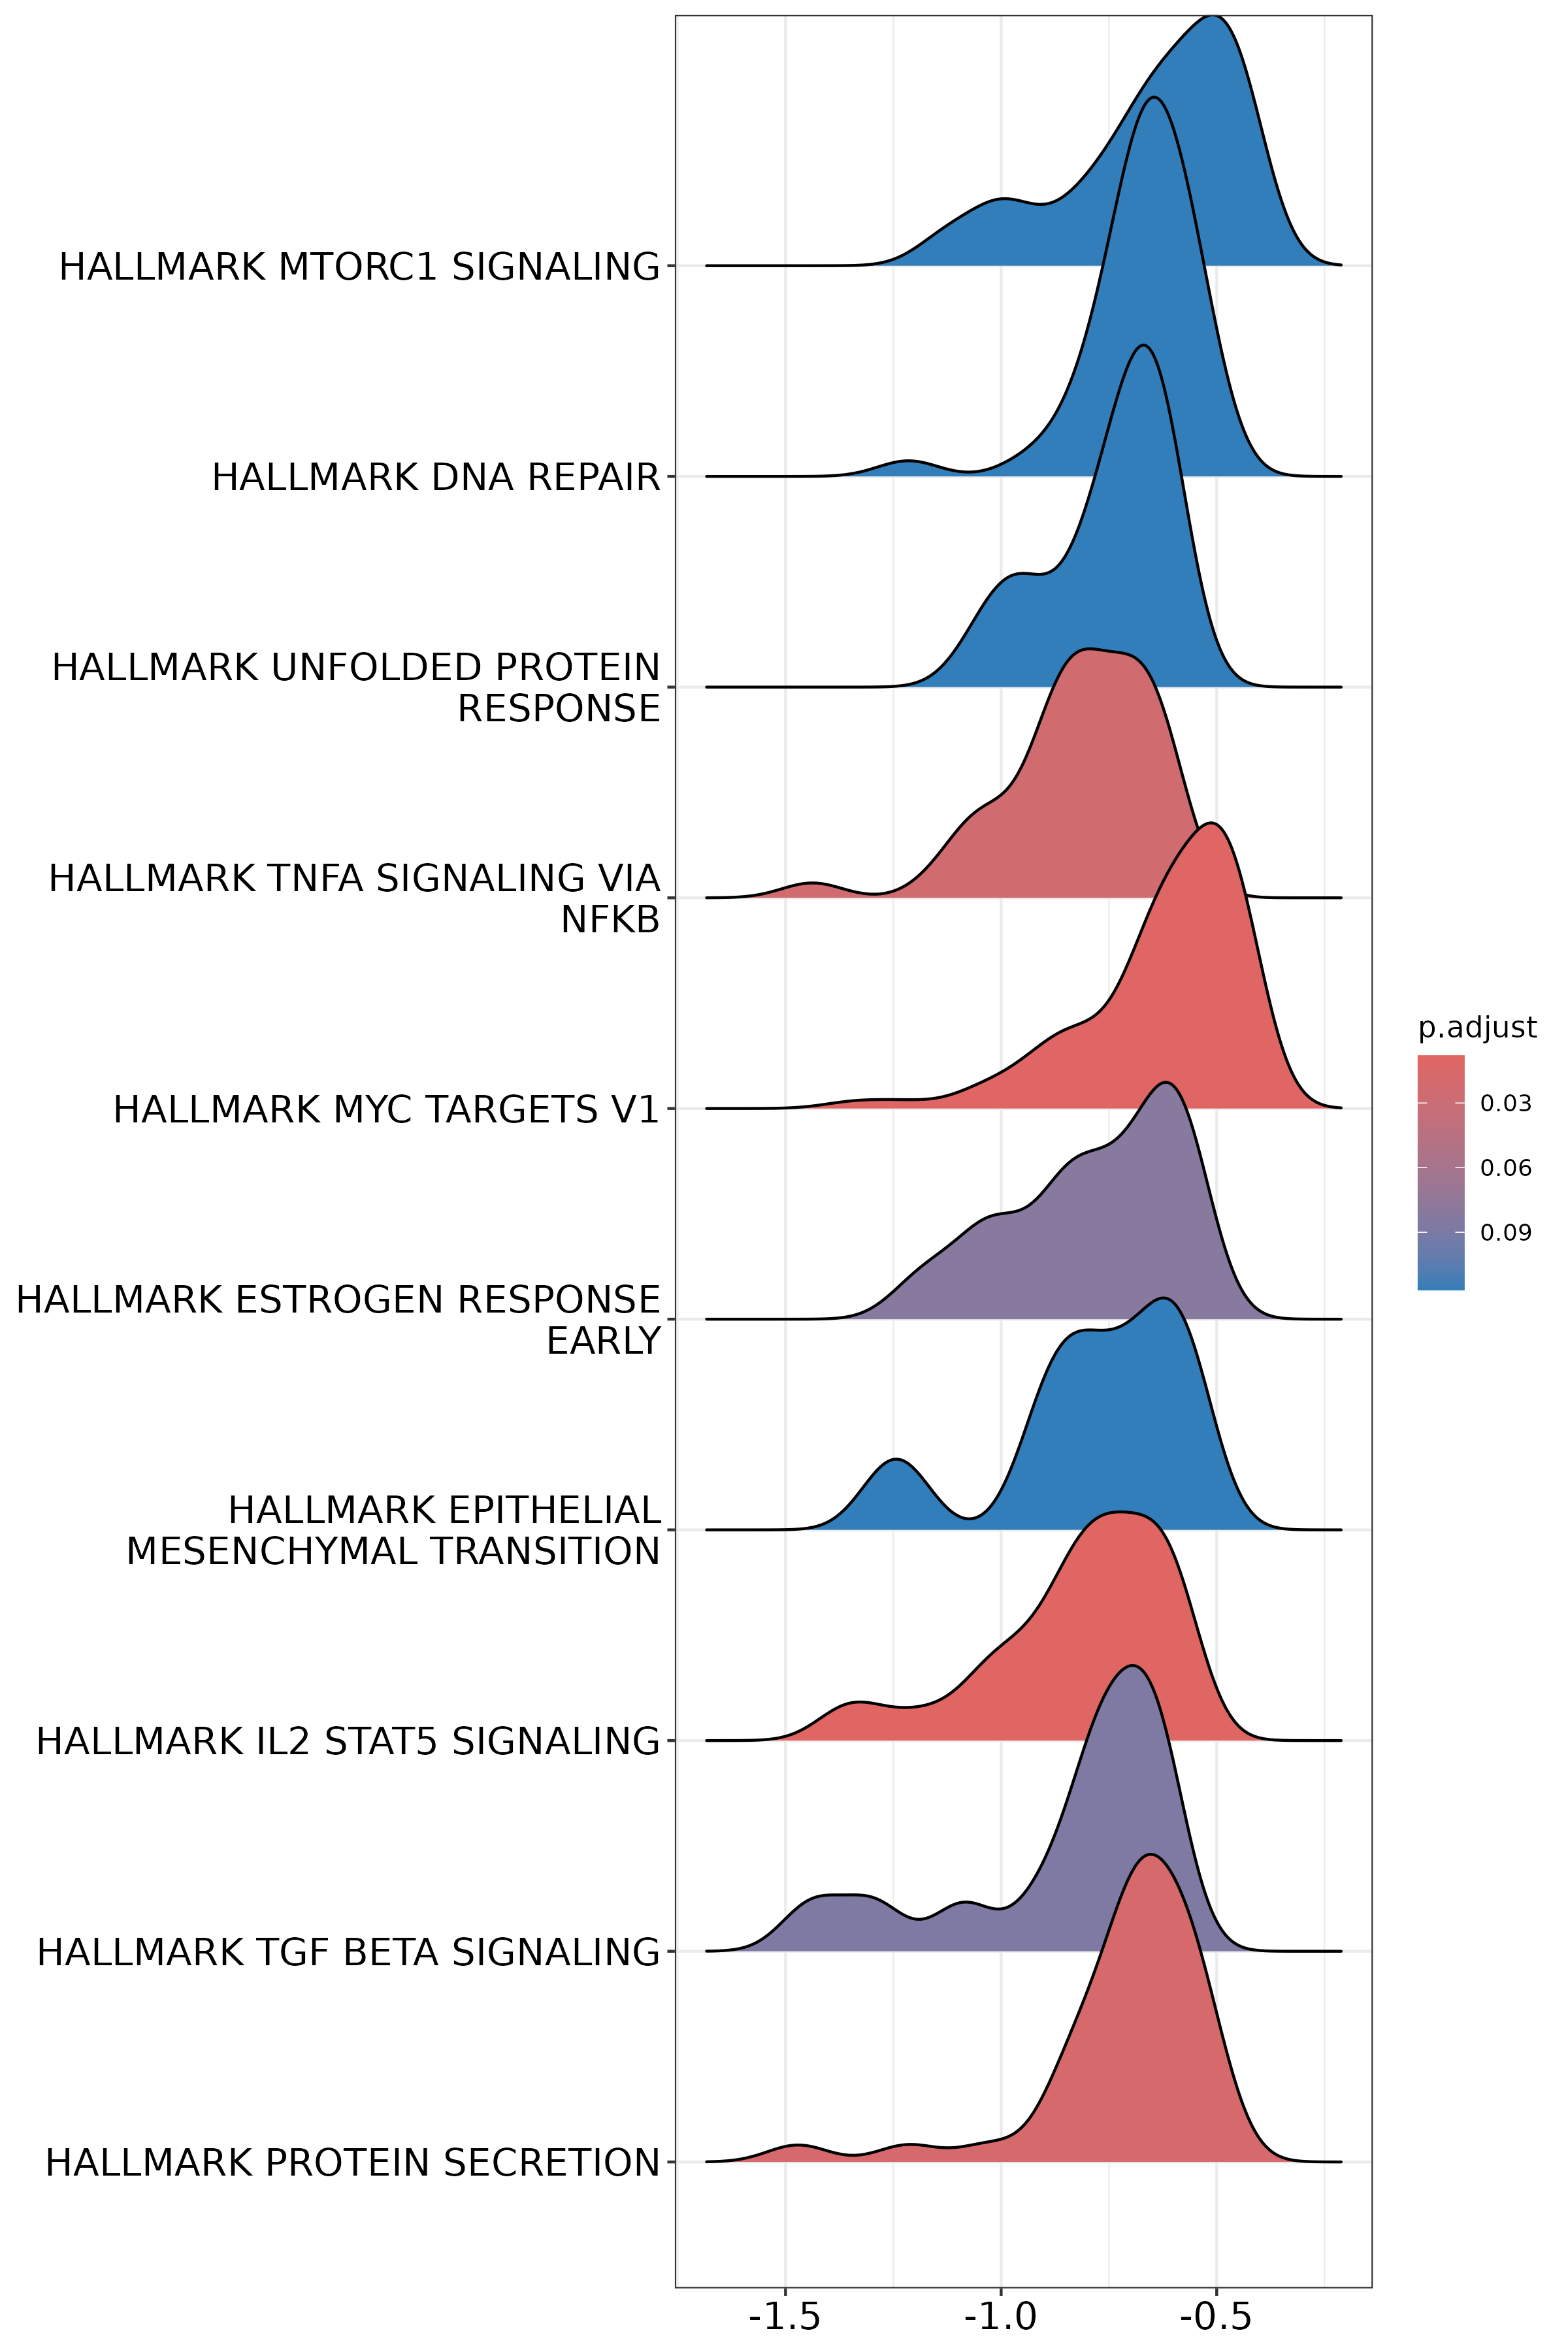 HALLMARK MTORC1 SIGNALING
HALLMARK DNA REPAIR
HALLMARK UNFOLDED PROTEIN
RESPONSE
HALLMARK TNFA SIGNALING VIA
NFKB
HALLMARK MYC TARGETS V1
HALLMARK ESTROGEN RESPONSE
EARLY
HALLMARK EPITHELIAL
MESENCHYMAL TRANSITION
HALLMARK IL2 STAT5 SIGNALING
HALLMARK TGF BETA SIGNALING
HALLMARK PROTEIN SECRETION
-1.5 -1.0 -0.5
p.adjust
0.03
0.06
0.09